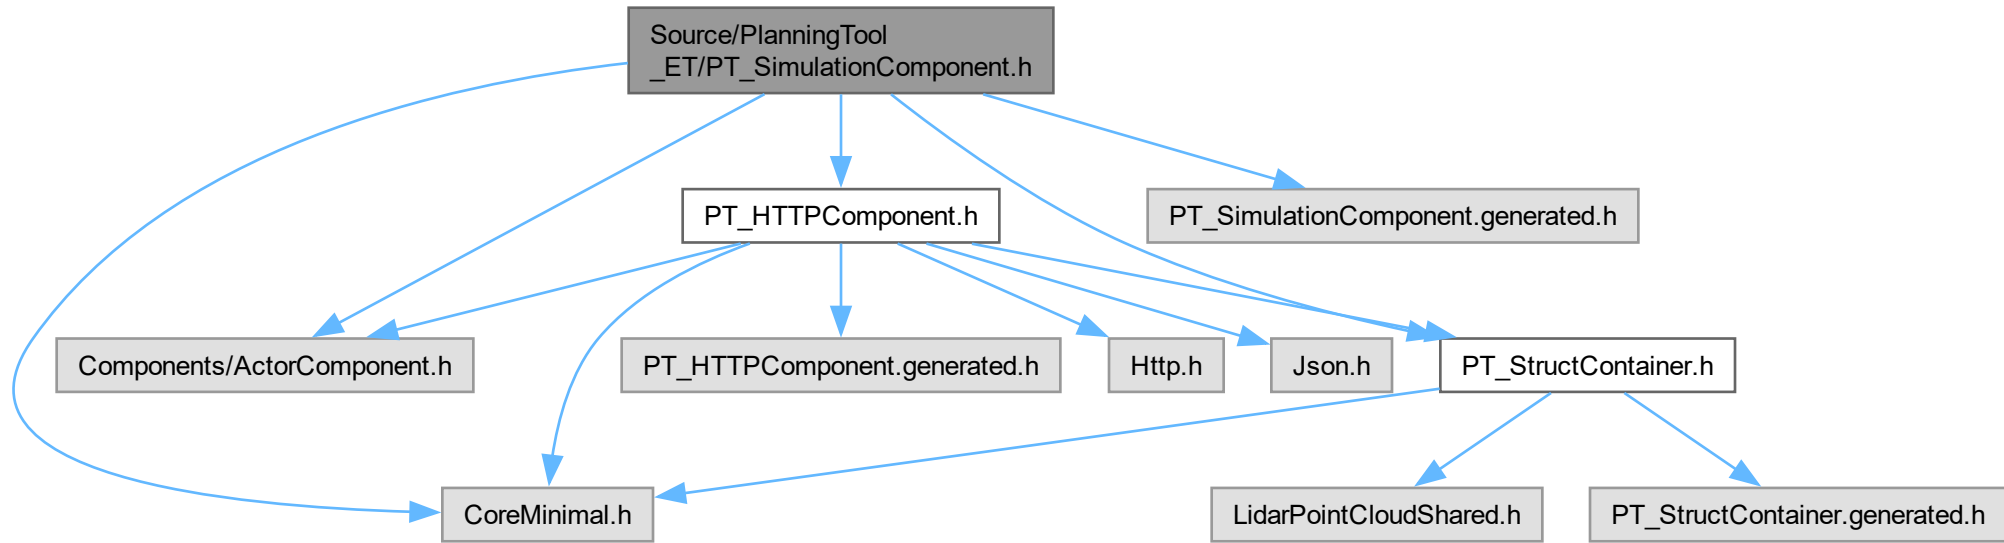 Source/PlanningTool
_ET/PT_SimulationComponent.h
PT_HTTPComponent.h
PT_SimulationComponent.generated.h
Components/ActorComponent.h
PT_HTTPComponent.generated.h
Http.h
Json.h
PT_StructContainer.h
CoreMinimal.h
LidarPointCloudShared.h
PT_StructContainer.generated.h